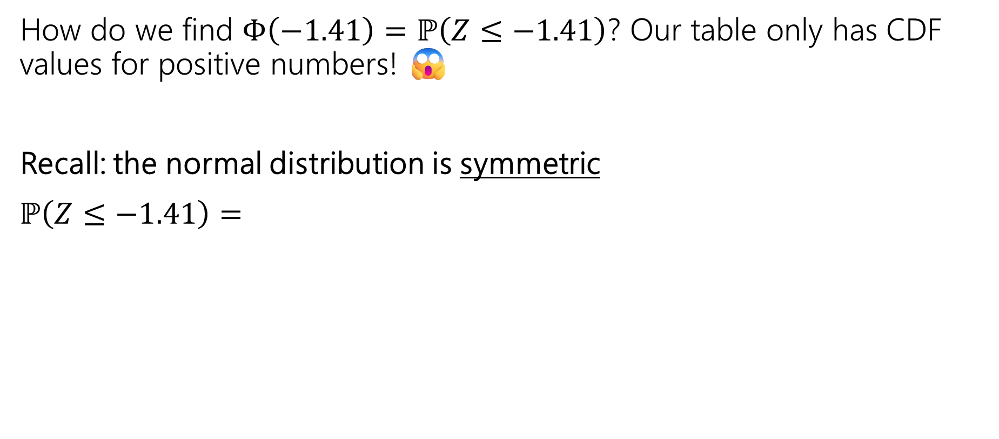 How do we find Φ(−1.41) = ℙ(𝑍 ≤ −1.41)? Our table only has CDF
values for positive numbers! 😱
Recall: the normal distribution is symmetric
ℙ(𝑍 ≤ −1.41) =